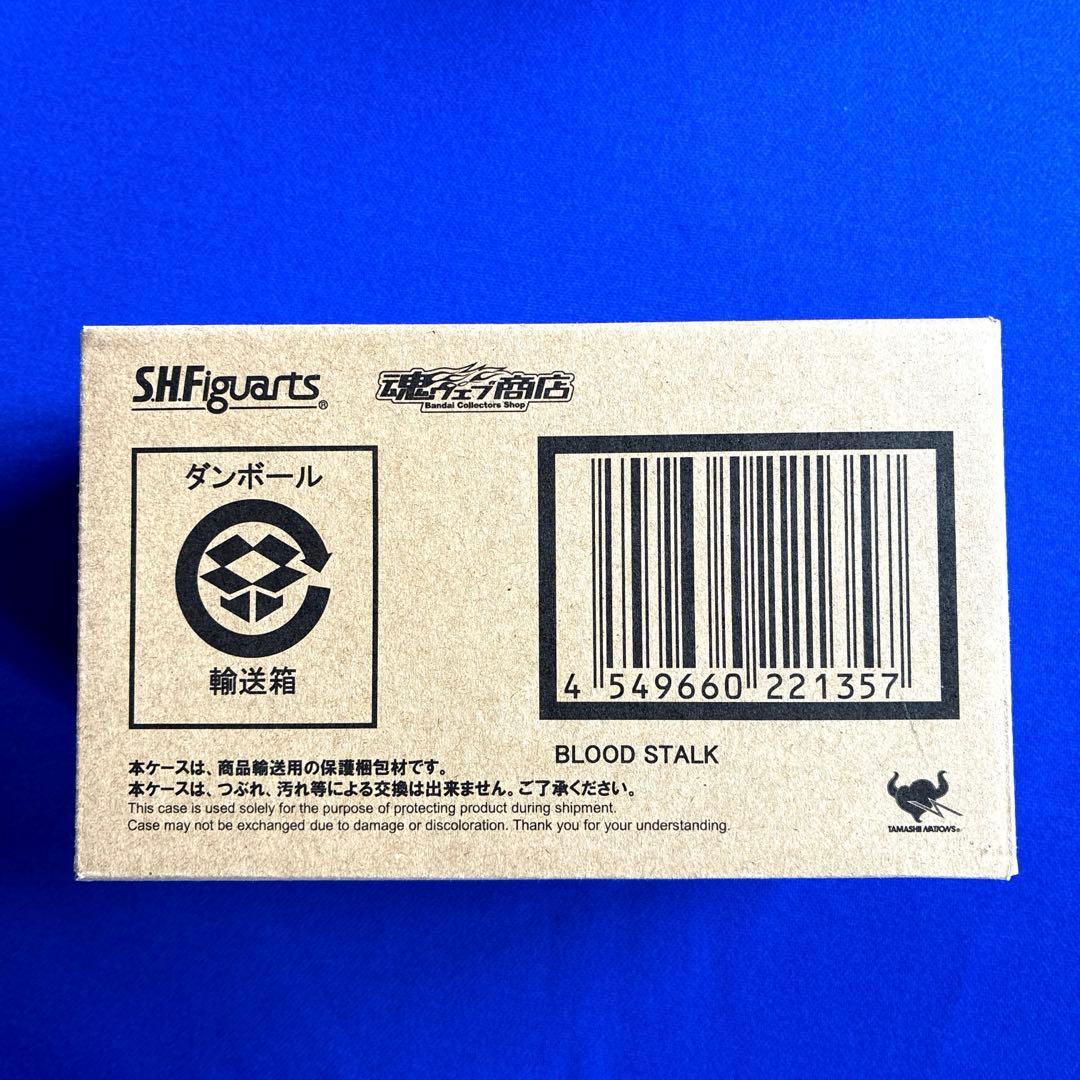 S.H.Figuarts®
魂ウェブ商店
Bandai Collectors Shop
ダンボール
輸送箱
4 549660 221357
BLOOD STALK
本ケースは、商品輸送用の保護梱包材です。
本ケースは、つぶれ、汚れ等による交換は出来ません。ご了承ください。
This case is used solely for the purpose of protecting product during shipment.
Case may not be exchanged due to damage or discoloration. Thank you for your understanding.
TAMASHII NATIONS®